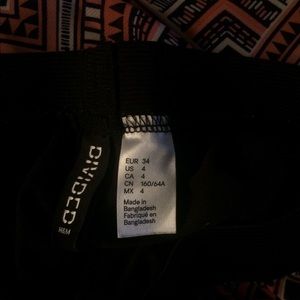 DIVIDED
H&M
EUR 34
US 4
CA 4
CN 160/64A
MX 4
Made in
Bangladesh
Fabriqué en
Bangladesh